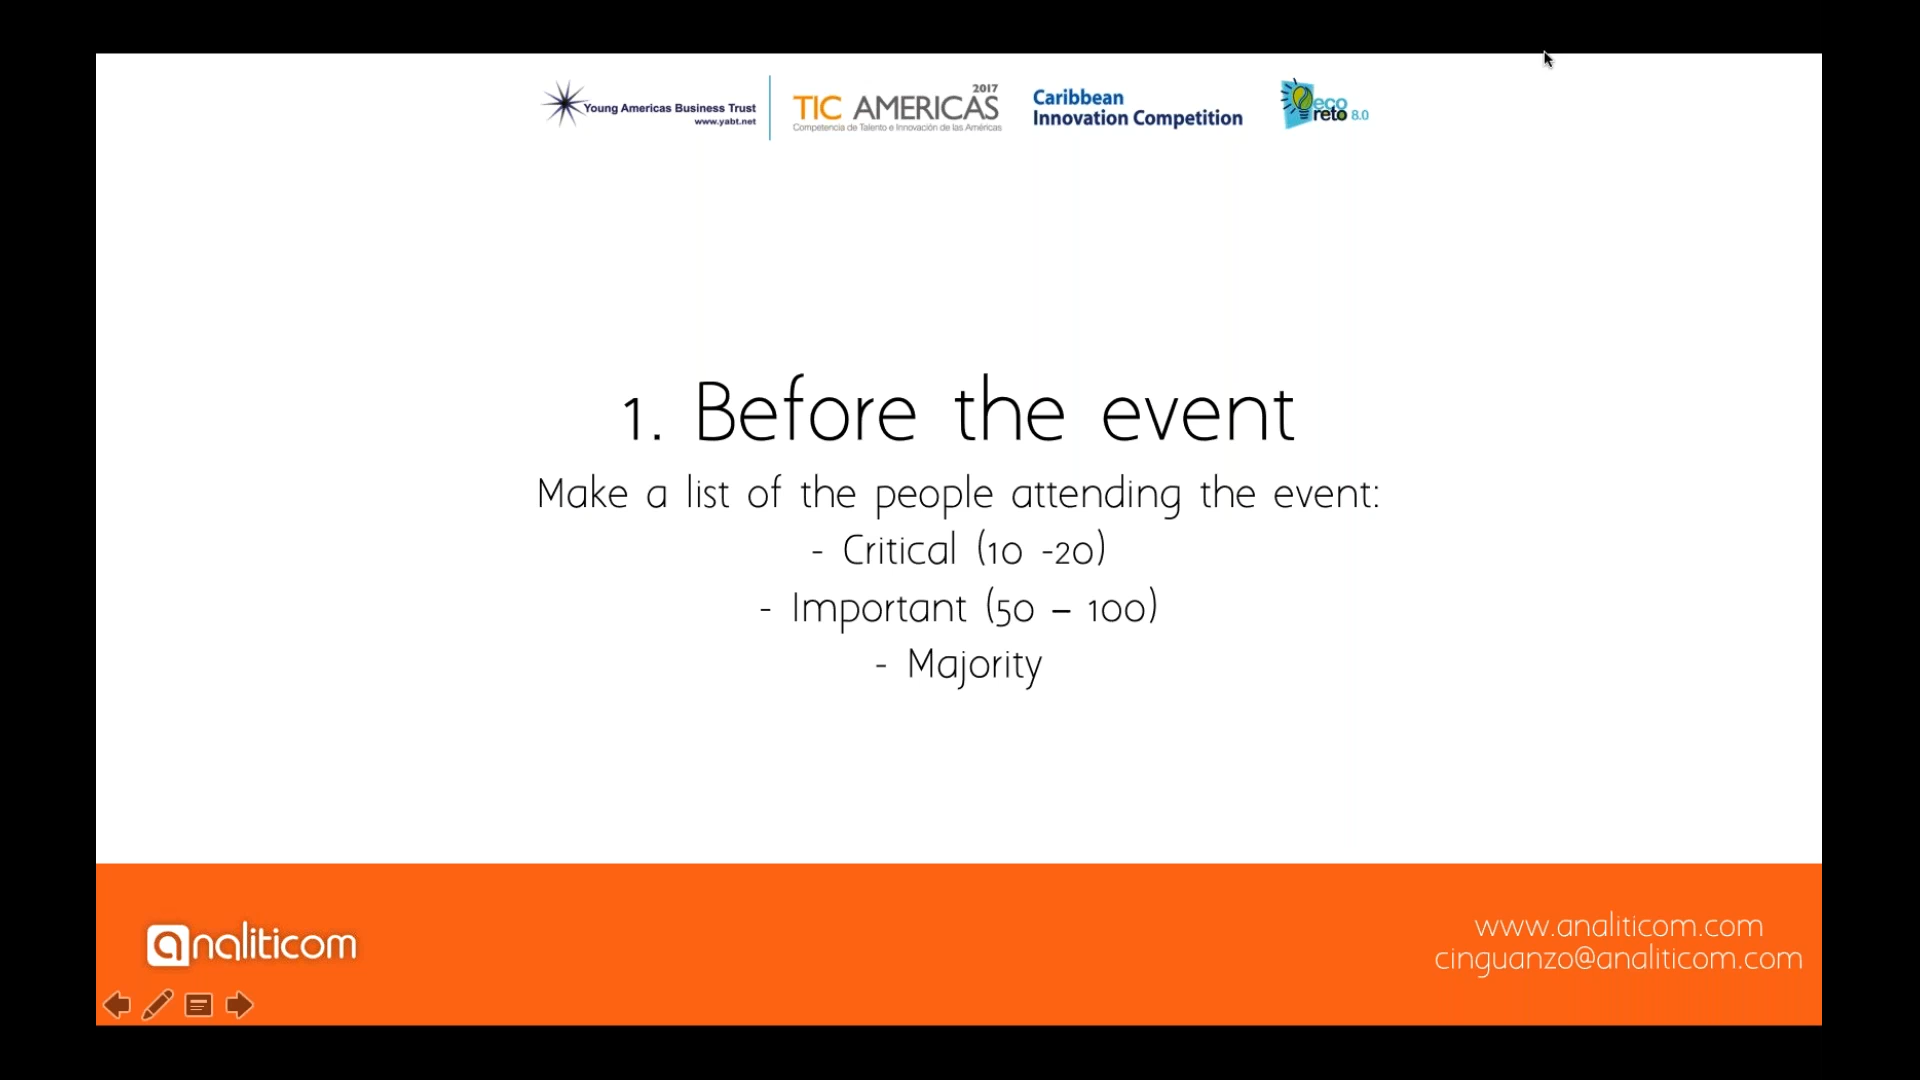 Young Americas Business Trust
www.yabt.net
2017
TIC AMERICAS
Competencia de Talento e Innovación de las Américas
Caribbean
Innovation Competition
eco
reto 8.0
1. Before the event
Make a list of the people attending the event:
- Critical (10 -20)
- Important (50 – 100)
- Majority
analiticom
www.analiticom.com
cinguanzo@analiticom.com